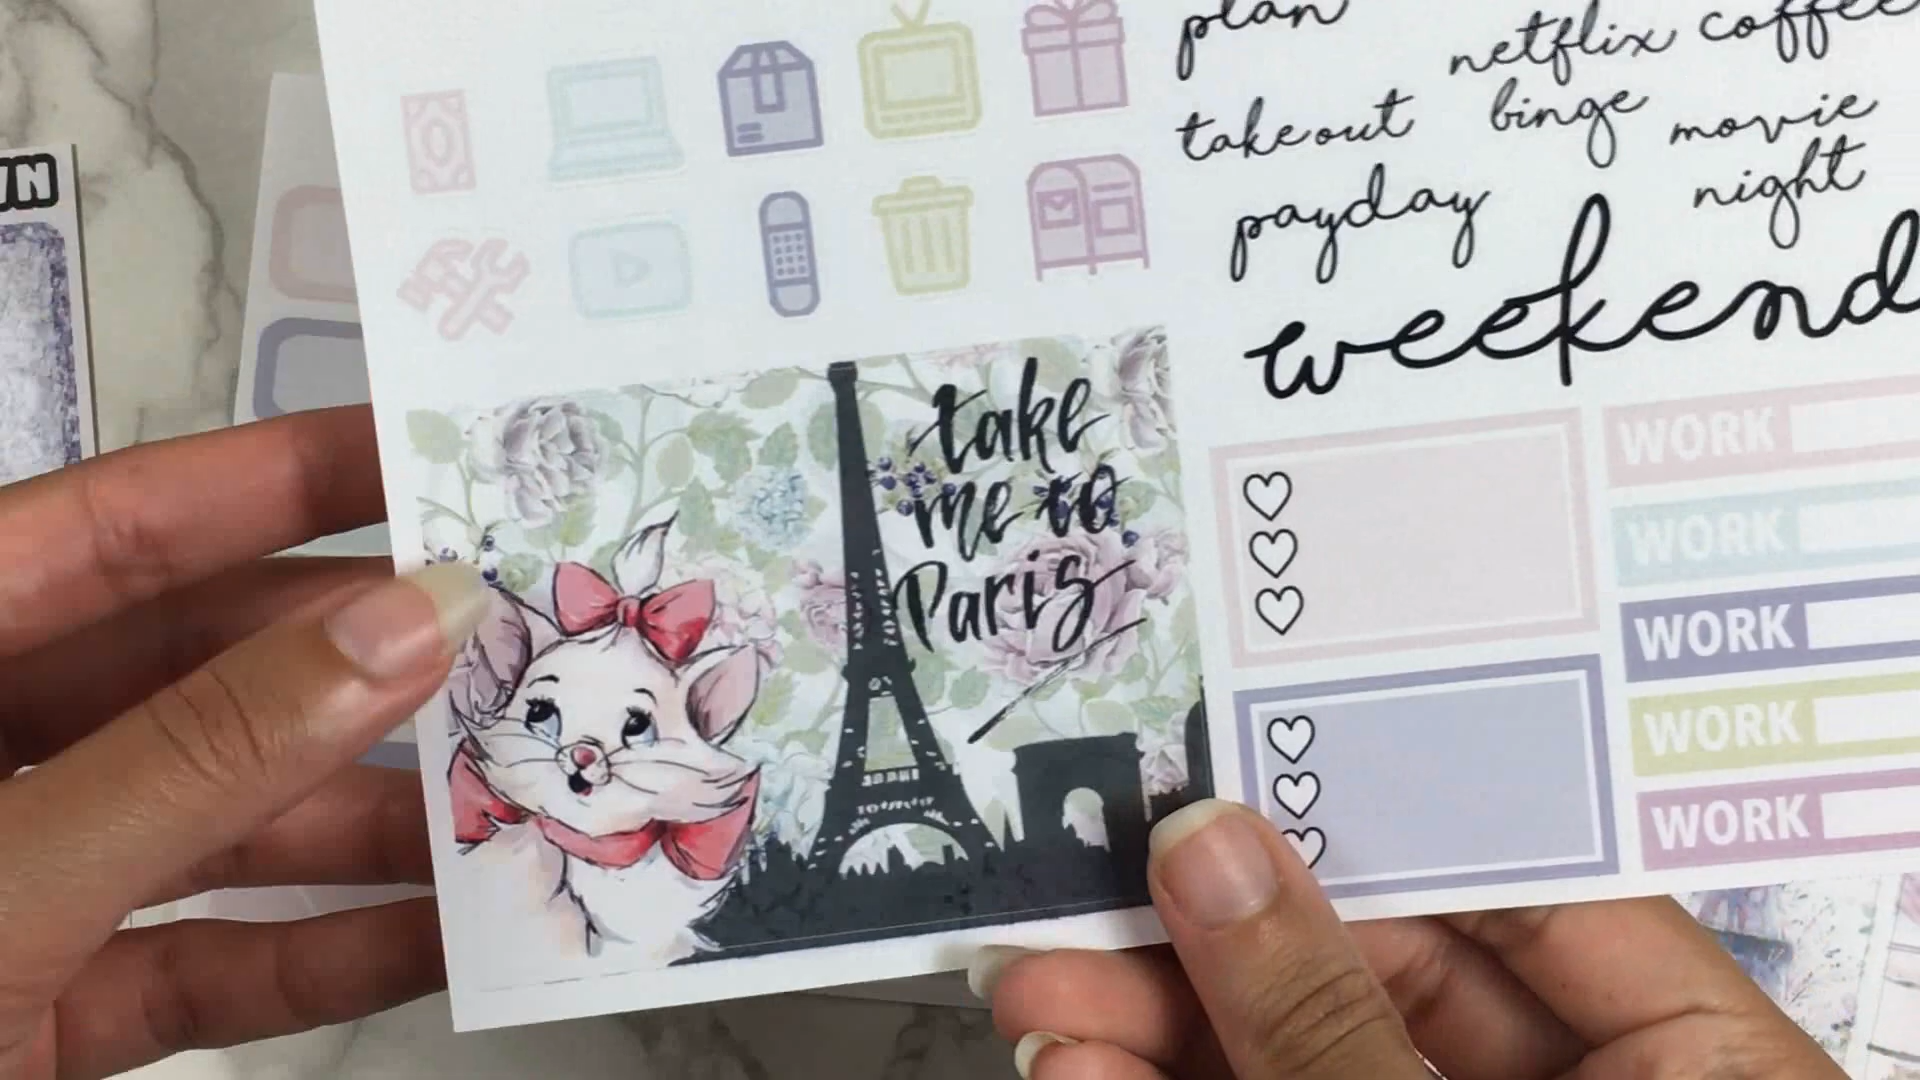 plan
netflix coffee
takeout binge movie
night
payday
weekend
take
me to
Paris
WORK
WORK
WORK
WORK
WORK